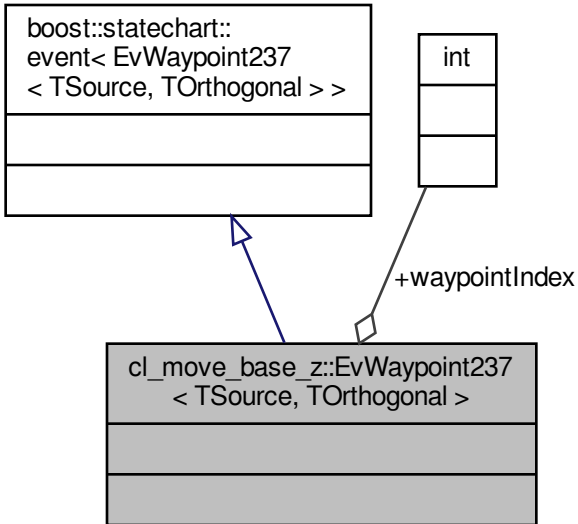 boost::statechart::
event< EvWaypoint237
< TSource, TOrthogonal > >
int
+waypointIndex
cl_move_base_z::EvWaypoint237
< TSource, TOrthogonal >